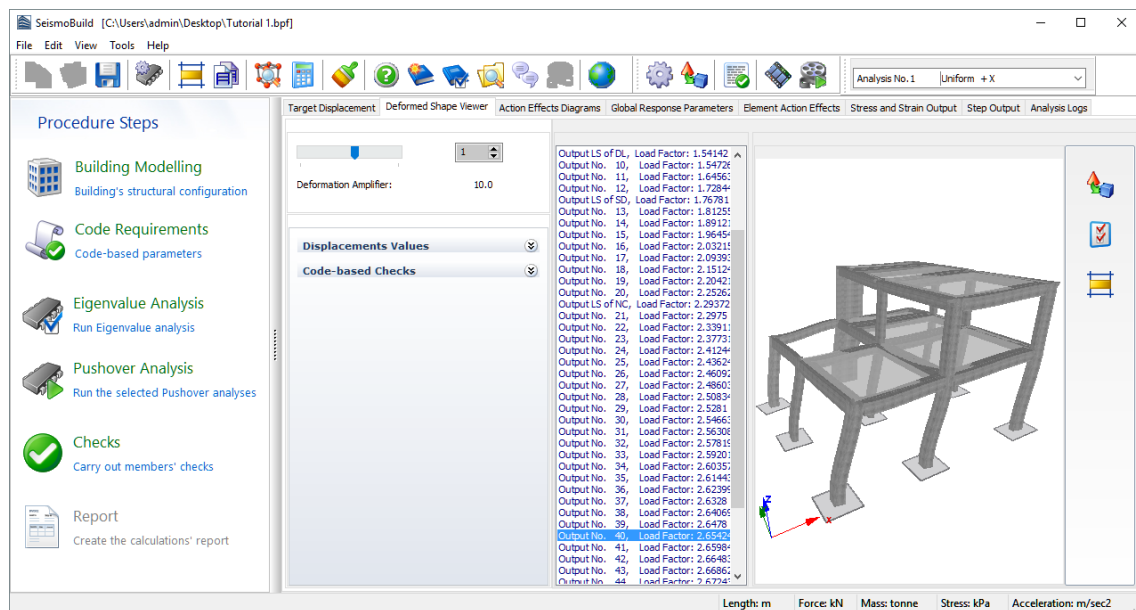 SeismoBuild [C:\Users\admin\Desktop\Tutorial 1.bpf]
File Edit View Tools Help
Analysis No. 1 Uniform +X
Procedure Steps
Building Modelling
Building's structural configuration
Code Requirements
Code-based parameters
Eigenvalue Analysis
Run Eigenvalue analysis
Pushover Analysis
Run the selected Pushover analyses
Checks
Carry out members' checks
Report
Create the calculations' report
Target Displacement Deformed Shape Viewer Action Effects Diagrams Global Response Parameters Element Action Effects Stress and Strain Output Step Output Analysis Logs
1
Deformation Amplifier: 10.0
Displacements Values
Code-based Checks
Output LS of DL, Load Factor: 1.54142
Output No. 10, Load Factor: 1.54726
Output No. 11, Load Factor: 1.64563
Output No. 12, Load Factor: 1.72844
Output LS of SD, Load Factor: 1.76781
Output No. 13, Load Factor: 1.81255
Output No. 14, Load Factor: 1.89121
Output No. 15, Load Factor: 1.96454
Output No. 16, Load Factor: 2.03215
Output No. 17, Load Factor: 2.09393
Output No. 18, Load Factor: 2.15124
Output No. 19, Load Factor: 2.20421
Output No. 20, Load Factor: 2.25262
Output LS of NC, Load Factor: 2.29372
Output No. 21, Load Factor: 2.2975
Output No. 22, Load Factor: 2.33911
Output No. 23, Load Factor: 2.37731
Output No. 24, Load Factor: 2.41244
Output No. 25, Load Factor: 2.43624
Output No. 26, Load Factor: 2.46092
Output No. 27, Load Factor: 2.48603
Output No. 28, Load Factor: 2.50834
Output No. 29, Load Factor: 2.5281
Output No. 30, Load Factor: 2.54663
Output No. 31, Load Factor: 2.56308
Output No. 32, Load Factor: 2.57819
Output No. 33, Load Factor: 2.59201
Output No. 34, Load Factor: 2.60357
Output No. 35, Load Factor: 2.61443
Output No. 36, Load Factor: 2.62399
Output No. 37, Load Factor: 2.6328
Output No. 38, Load Factor: 2.64069
Output No. 39, Load Factor: 2.6478
Output No. 40, Load Factor: 2.65424
Output No. 41, Load Factor: 2.65984
Output No. 42, Load Factor: 2.66483
Output No. 43, Load Factor: 2.66862
Output No. 44 Load Factor: 2.67243
Z
x
Length: m Force: kN Mass: tonne Stress: kPa Acceleration: m/sec2